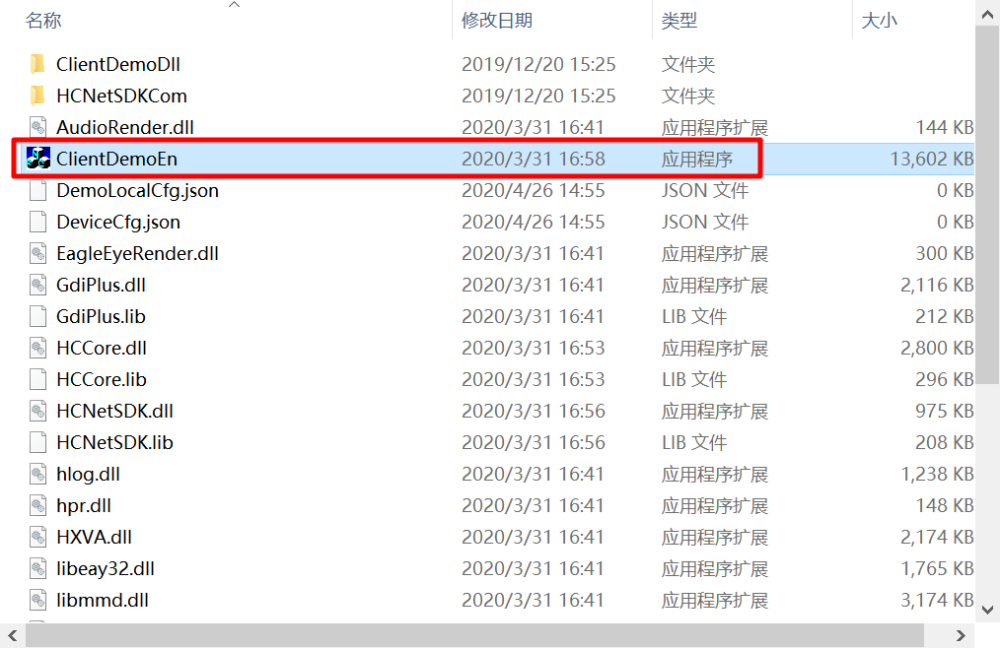 名称 修改日期 类型 大小
ClientDemoDll 2019/12/20 15:25 文件夹
HCNetSDKCom 2019/12/20 15:25 文件夹
AudioRender.dll 2020/3/31 16:41 应用程序扩展 144 KB
ClientDemoEn 2020/3/31 16:58 应用程序 13,602 KB
DemoLocalCfg.json 2020/4/26 14:55 JSON 文件 0 KB
DeviceCfg.json 2020/4/26 14:55 JSON 文件 0 KB
EagleEyeRender.dll 2020/3/31 16:41 应用程序扩展 300 KB
GdiPlus.dll 2020/3/31 16:41 应用程序扩展 2,116 KB
GdiPlus.lib 2020/3/31 16:41 LIB 文件 212 KB
HCCore.dll 2020/3/31 16:53 应用程序扩展 2,800 KB
HCCore.lib 2020/3/31 16:53 LIB 文件 296 KB
HCNetSDK.dll 2020/3/31 16:56 应用程序扩展 975 KB
HCNetSDK.lib 2020/3/31 16:56 LIB 文件 208 KB
hlog.dll 2020/3/31 16:41 应用程序扩展 1,238 KB
hpr.dll 2020/3/31 16:41 应用程序扩展 148 KB
HXVA.dll 2020/3/31 16:41 应用程序扩展 2,174 KB
libeay32.dll 2020/3/31 16:41 应用程序扩展 1,765 KB
libmmd.dll 2020/3/31 16:41 应用程序扩展 3,174 KB